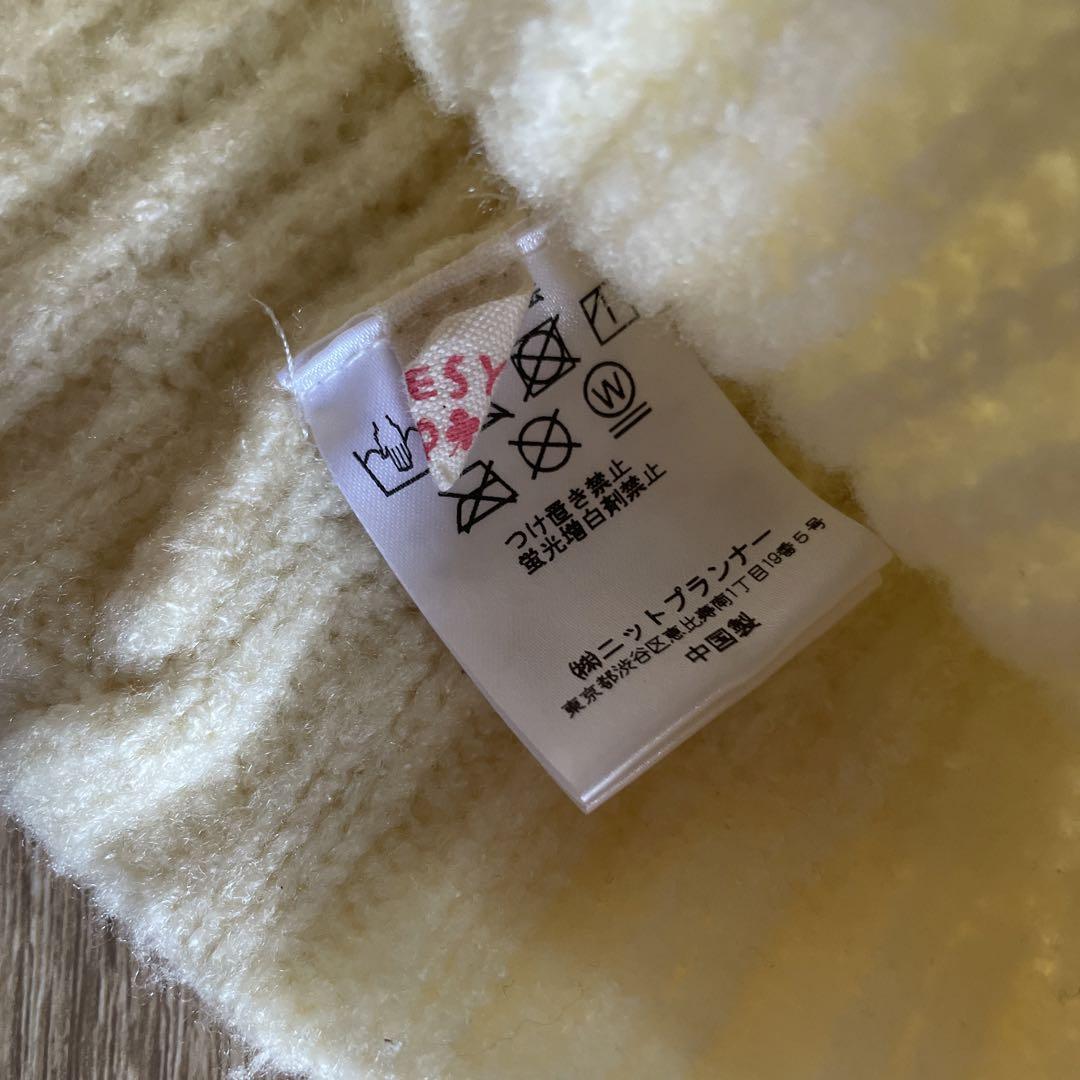 ESY
W
つけ置き禁止
蛍光増白剤禁止
㈱ニットプランナー
東京都渋谷区恵比寿南1丁目19番5号
中国製